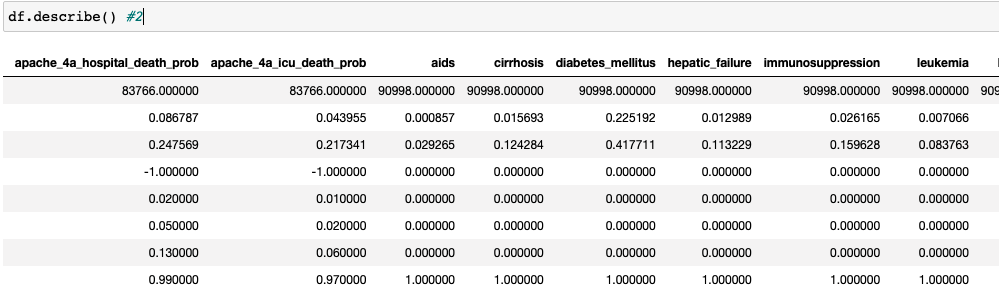 df.describe() #2
apache_4a_hospital_death_prob apache_4a_icu_death_prob aids cirrhosis diabetes_mellitus hepatic_failure immunosuppression leukemia
83766.000000 83766.000000 90998.000000 90998.000000 90998.000000 90998.000000 90998.000000 90998.000000 909
0.086787 0.043955 0.000857 0.015693 0.225192 0.012989 0.026165 0.007066
0.247569 0.217341 0.029265 0.124284 0.417711 0.113229 0.159628 0.083763
-1.000000 -1.000000 0.000000 0.000000 0.000000 0.000000 0.000000 0.000000
0.020000 0.010000 0.000000 0.000000 0.000000 0.000000 0.000000 0.000000
0.050000 0.020000 0.000000 0.000000 0.000000 0.000000 0.000000 0.000000
0.130000 0.060000 0.000000 0.000000 0.000000 0.000000 0.000000 0.000000
0.990000 0.970000 1.000000 1.000000 1.000000 1.000000 1.000000 1.000000